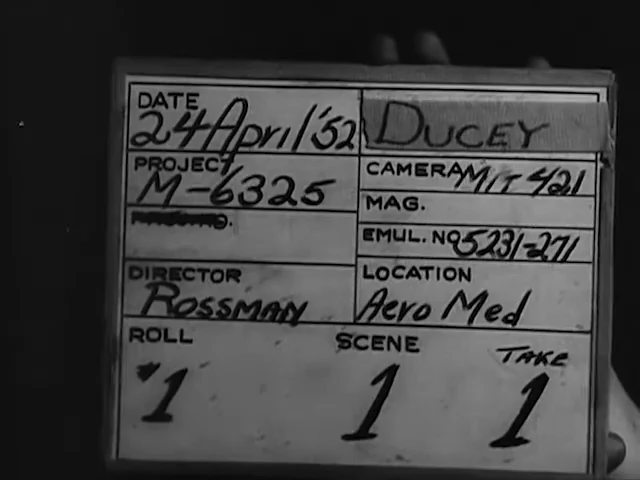 DATE
24 April '52
DUCEY
PROJECT
M-6325
CAMERA Mit 421
MAG.
EMUL. NO 5231-271
DIRECTOR
ROSSMAN
LOCATION
Aero Med
ROLL
SCENE
TAKE
#1
1
1